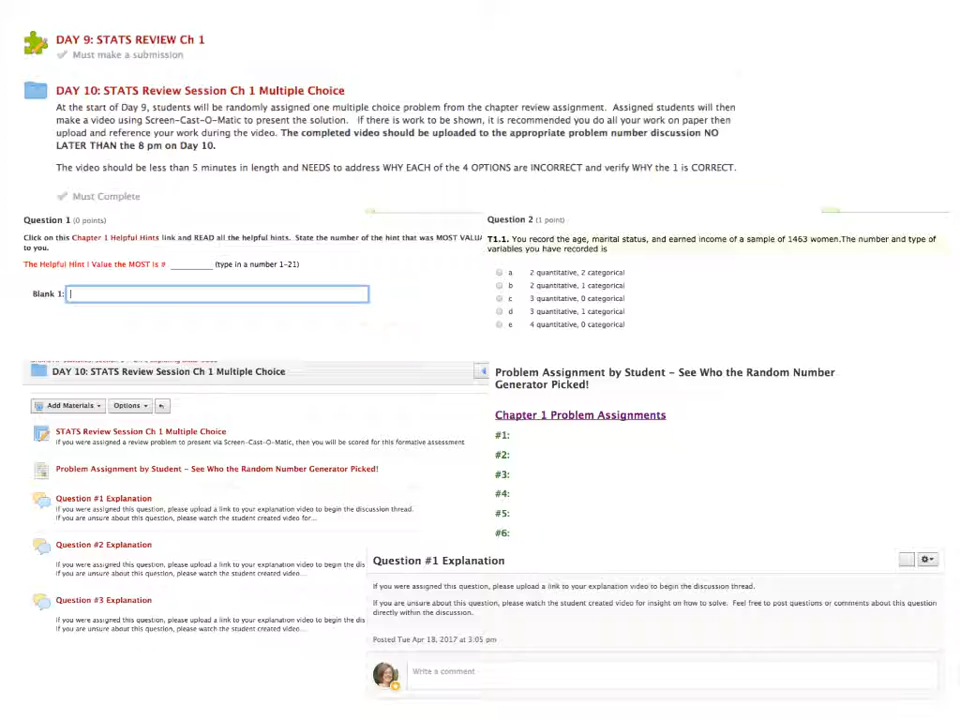 DAY 9: STATS REVIEW Ch 1
Must make a submission
DAY 10: STATS Review Session Ch 1 Multiple Choice
At the start of Day 9, students will be randomly assigned one multiple choice problem from the chapter review assignment. Assigned students will then
make a video using Screen-Cast-O-Matic to present the solution. If there is work to be shown, it is recommended you do all your work on paper then
upload and reference your work during the video. The completed video should be uploaded to the appropriate problem number discussion NO
LATER THAN the 8 pm on Day 10.
The video should be less than 5 minutes in length and NEEDS to address WHY EACH of the 4 OPTIONS are INCORRECT and verify WHY the 1 is CORRECT.
Must Complete
Question 1 (0 points)
Click on this Chapter 1 Helpful Hints link and READ all the helpful hints. State the number of the hint that was MOST VALUA
to you.
The Helpful Hint I Value the MOST is # ________ (type in a number 1-21)
Blank 1:
Question 2 (1 point)
T1.1. You record the age, marital status, and earned income of a sample of 1463 women.The number and type of
variables you have recorded is
a 2 quantitative, 2 categorical
b 2 quantitative, 1 categorical
c 3 quantitative, 0 categorical
d 3 quantitative, 1 categorical
e 4 quantitative, 0 categorical
DAY 10: STATS Review Session Ch 1 Multiple Choice
Add Materials Options
STATS Review Session Ch 1 Multiple Choice
If you were assigned a review problem to present via Screen-Cast-O-Matic, then you will be scored for this formative assessment
Problem Assignment by Student - See Who the Random Number Generator Picked!
Question #1 Explanation
If you were assigned this question, please upload a link to your explanation video to begin the discussion thread.
If you are unsure about this question, please watch the student created video for...
Question #2 Explanation
If you were assigned this question, please upload a link to your explanation video to begin the dis
If you are unsure about this question, please watch the student created video...
Question #3 Explanation
If you were assigned this question, please upload a link to your explanation video to begin the dis
If you are unsure about this question, please watch the student created video...
Problem Assignment by Student - See Who the Random Number
Generator Picked!
Chapter 1 Problem Assignments
#1:
#2:
#3:
#4:
#5:
#6:
Question #1 Explanation
If you were assigned this question, please upload a link to your explanation video to begin the discussion thread.
If you are unsure about this question, please watch the student created video for insight on how to solve. Feel free to post questions or comments about this question
directly within the discussion.
Posted Tue Apr 18, 2017 at 3:05 pm
Write a comment